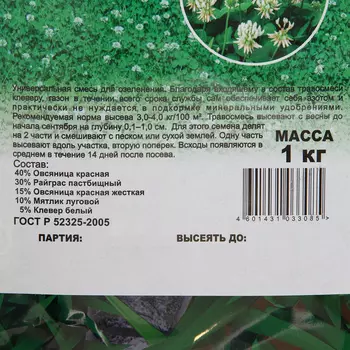 Универсальная смесь для озеленения. Благодаря входящему в состав травосмеси
клеверу, газон в течении всего срока службы сам обеспечивает себя азотом и
практически не нуждается в подкормке минеральными удобрениями.
Рекомендуемая норма высева 3,0-4,0 кг/100 м². Травосмесь высевают с весны до
начала сентября на глубину 0,1–1,0 см. Для этого семена делят
на 2 части и смешивают с песком или сухой землей. Одну часть
высевают вдоль участка, вторую поперек. Всходы появляются в
среднем в течение 14 дней после посева.
МАССА
1 кг
Состав:
40% Овсяница красная
30% Райграс пастбищный
15% Овсяница красная жесткая
10% Мятлик луговой
5% Клевер белый
ГОСТ Р 52325-2005
4 601431 033085
ПАРТИЯ:
ВЫСЕЯТЬ ДО: